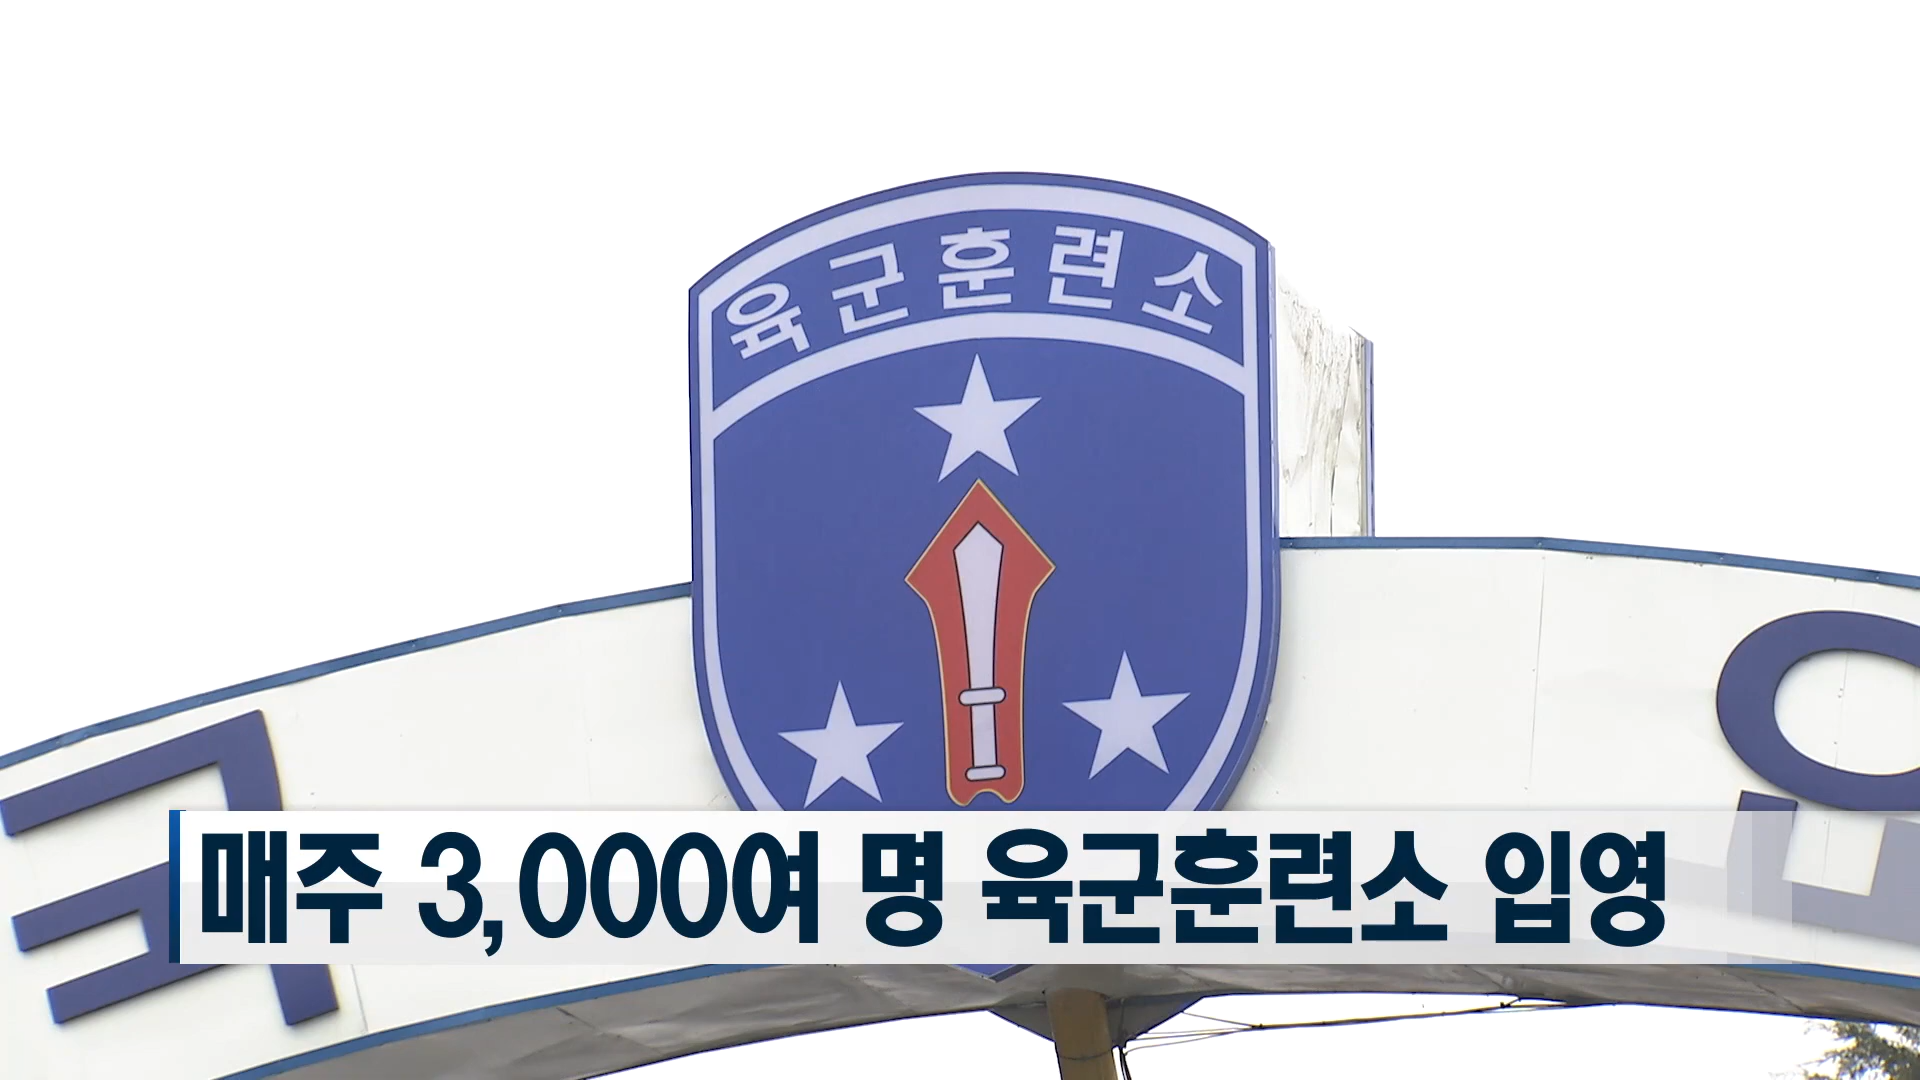 육군훈련소
매주 3,000여 명 육군훈련소 입영